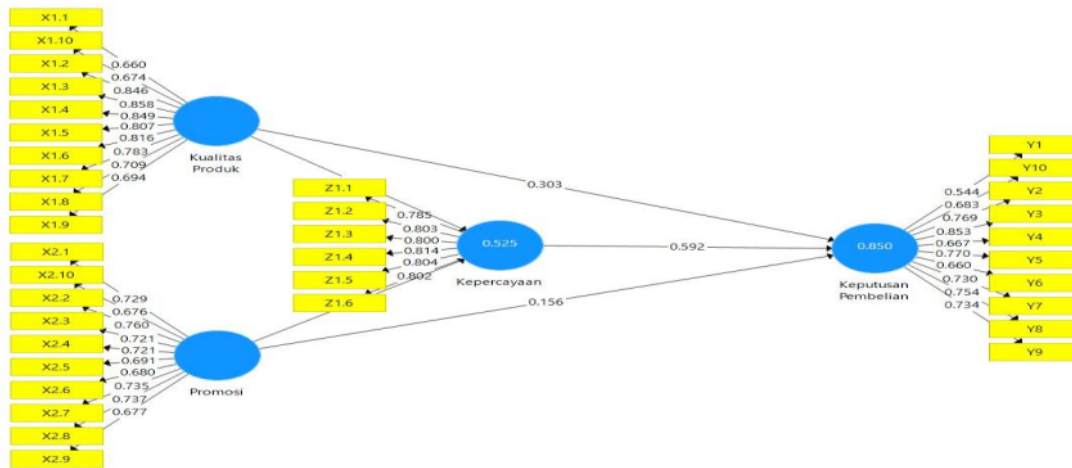 X1.1
X1.10
X1.2
X1.3
X1.4
X1.5
X1.6
X1.7
X1.8
X1.9
0.660
0.674
0.846
0.858
0.849
0.807
0.816
0.783
0.709
0.694
Kualitas
Produk
X2.1
X2.10
X2.2
X2.3
X2.4
X2.5
X2.6
X2.7
X2.8
X2.9
0.729
0.676
0.760
0.721
0.721
0.691
0.680
0.735
0.737
0.677
Promosi
Z1.1
Z1.2
Z1.3
Z1.4
Z1.5
Z1.6
0.785
0.803
0.800
0.814
0.804
0.802
0.525
Kepercayaan
0.303
0.592
0.156
0.850
Keputusan
Pembelian
0.544
0.683
0.769
0.853
0.667
0.770
0.660
0.730
0.754
0.734
Y1
Y10
Y2
Y3
Y4
Y5
Y6
Y7
Y8
Y9